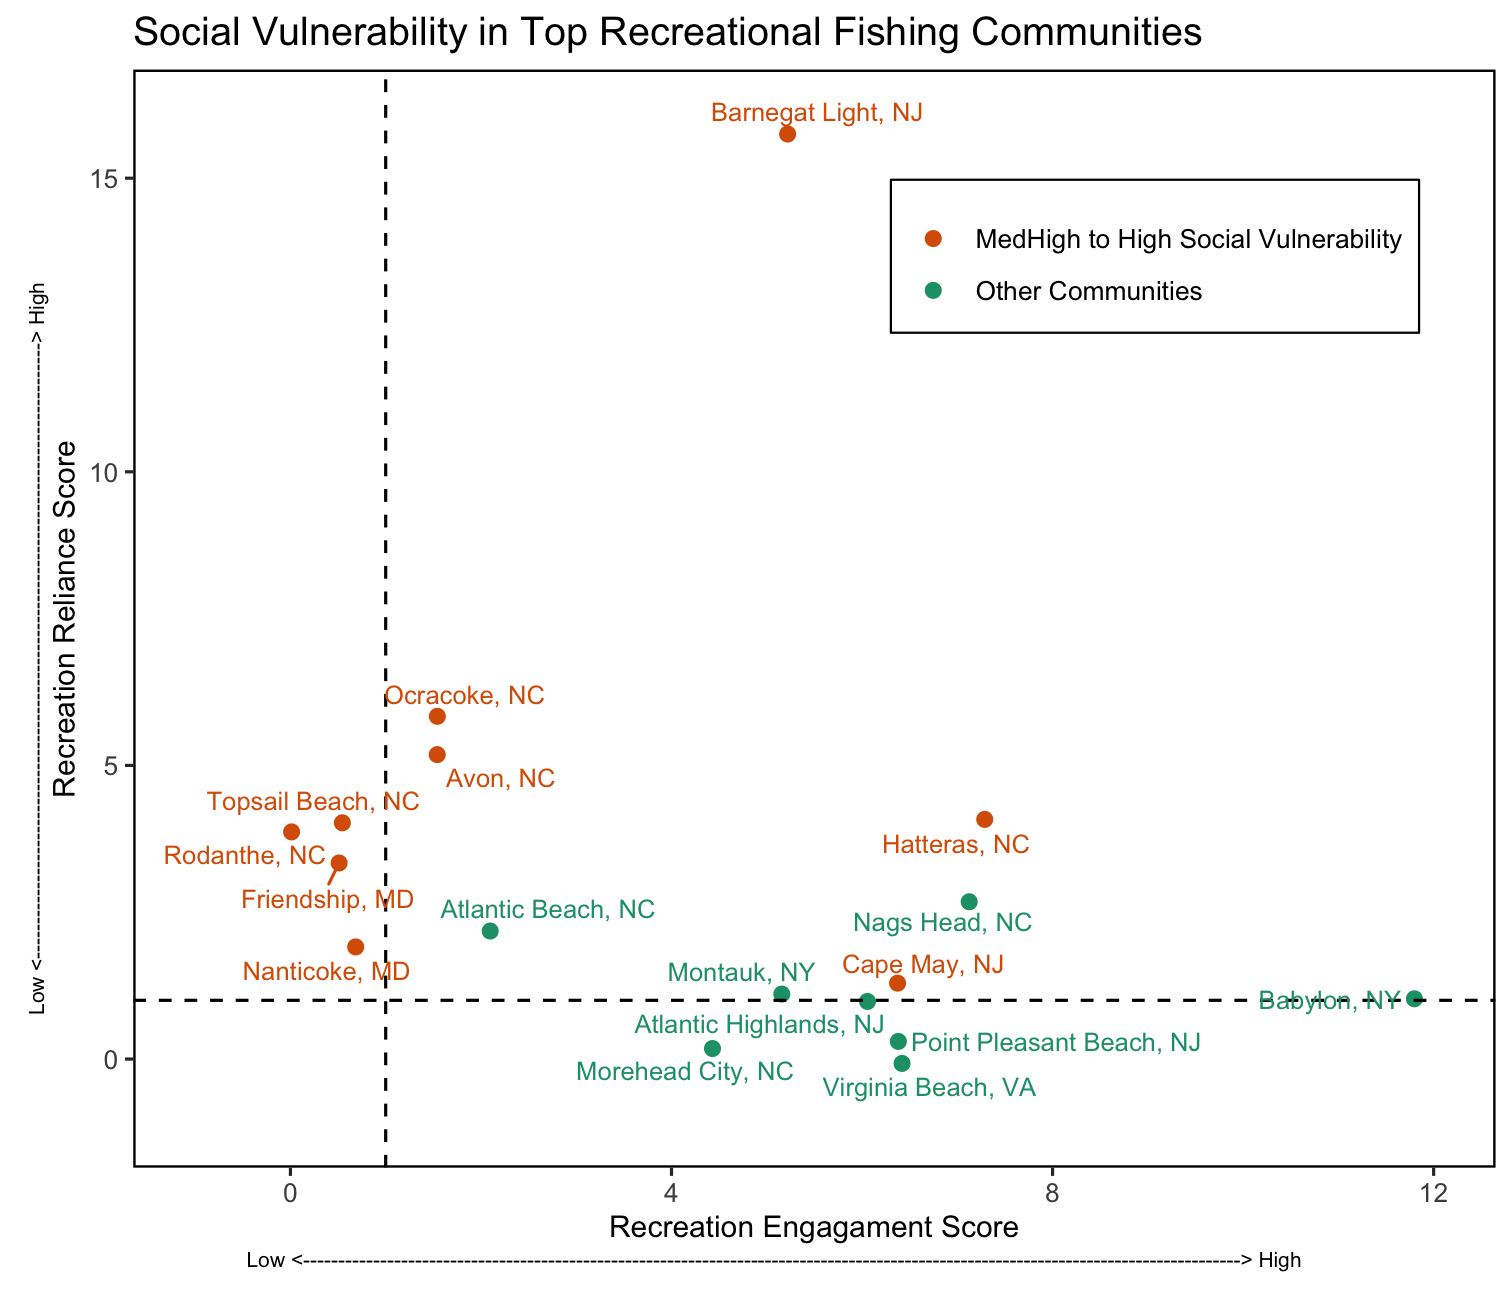 Social Vulnerability in Top Recreational Fishing Communities
Barnegat Light, NJ
15
MedHigh to High Social Vulnerability
Other Communities
Low <--------------------------------------------------------------------> High
Recreation Reliance Score
10
Ocracoke, NC
5
Avon, NC
Topsail Beach, NC
Hatteras, NC
Rodanthe, NC
Friendship, MD
Atlantic Beach, NC
Nags Head, NC
Cape May, NJ
Nanticoke, MD
Montauk, NY
Babylon, NY
Atlantic Highlands, NJ
Point Pleasant Beach, NJ
0
Morehead City, NC
Virginia Beach, VA
0 4 8 12
Recreation Engagament Score
Low <--------------------------------------------------------------------> High